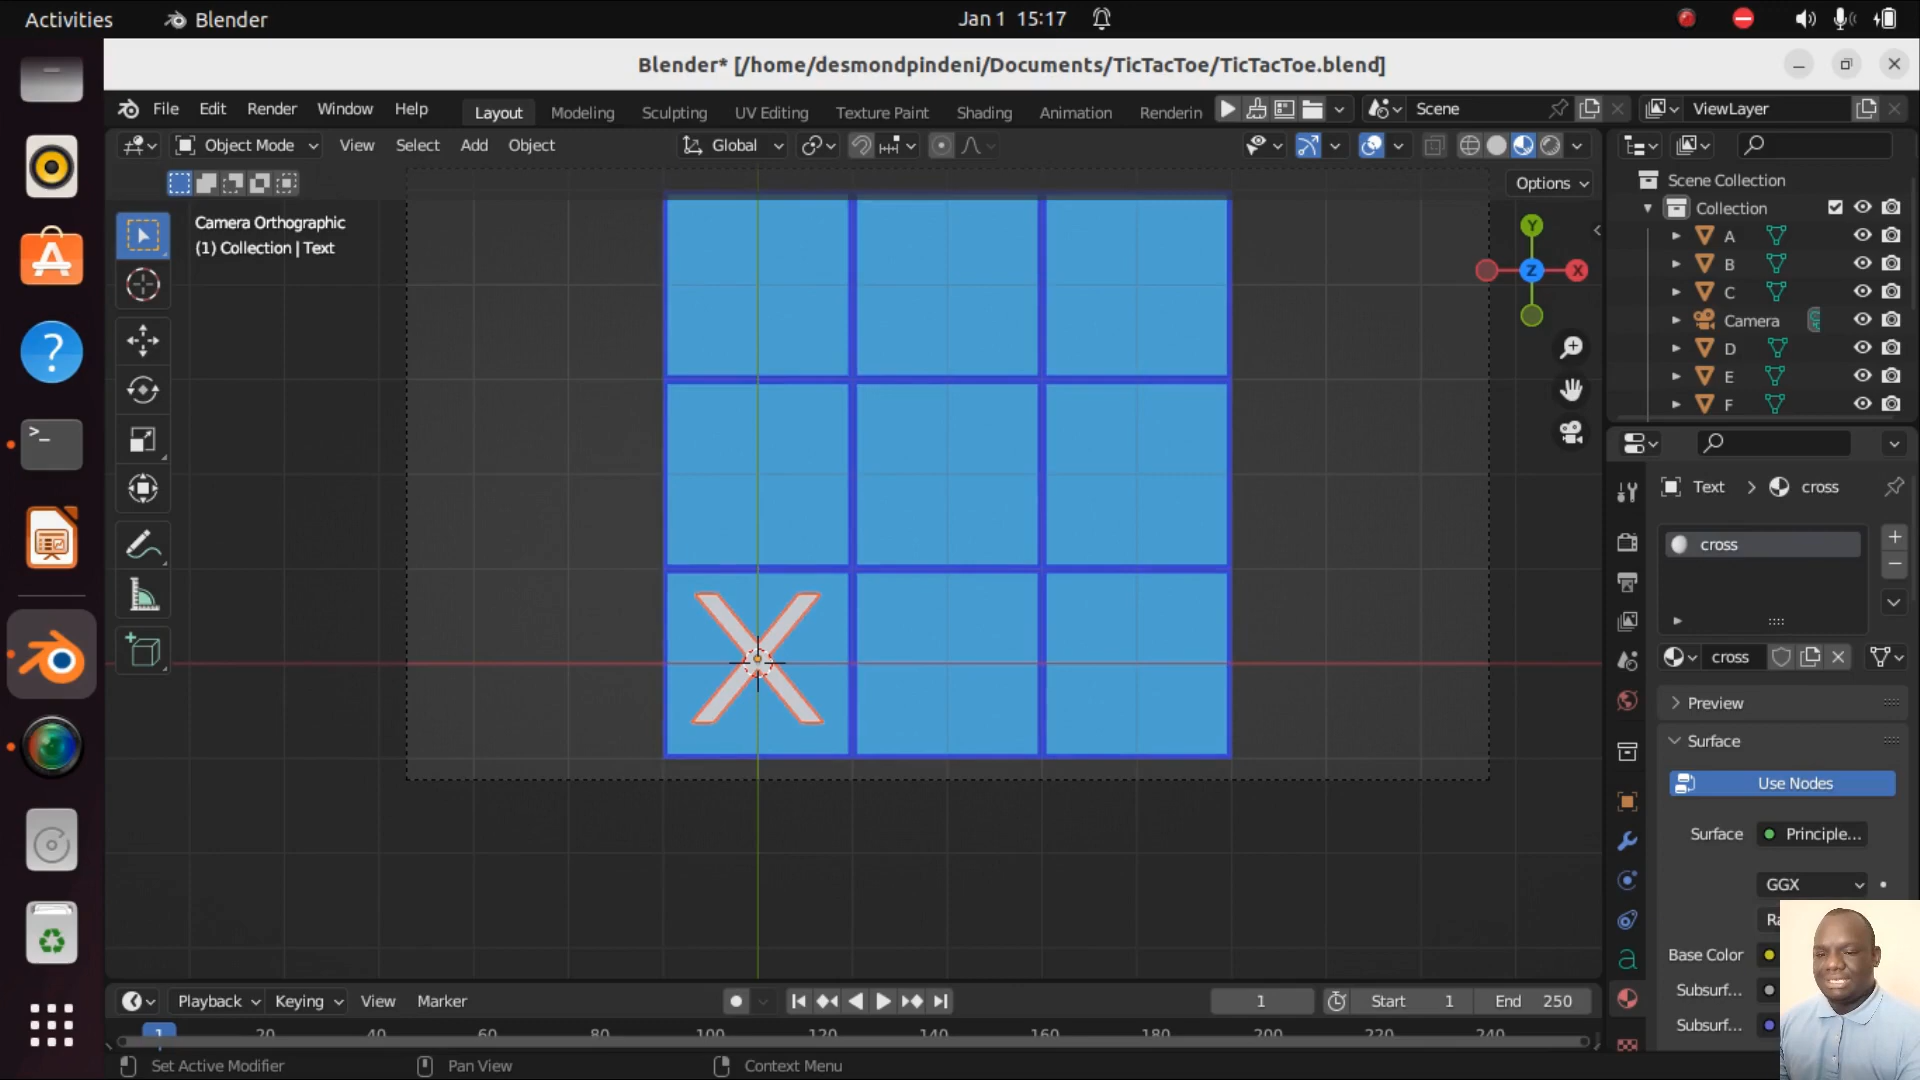 Activities
Blender
Jan 1 15:17
Blender* [/home/desmondpindeni/Documents/TicTacToe/TicTacToe.blend]
File Edit Render Window Help
Layout Modeling Sculpting UV Editing Texture Paint Shading Animation Renderin
Scene
ViewLayer
Object Mode View Select Add Object
Global
Options
Camera Orthographic
(1) Collection | Text
Y
Z
X
X
Scene Collection
Collection
A
B
C
Camera
D
E
F
Text > cross
cross
cross
Preview
Surface
Use Nodes
Surface Principle...
GGX
Ra
Base Color
Subsurf...
Subsurf...
Playback Keying View Marker
1
Start 1
End 250
1 20 40 60 80 100 120 140 160 180 200 220 240
Set Active Modifier
Pan View
Context Menu